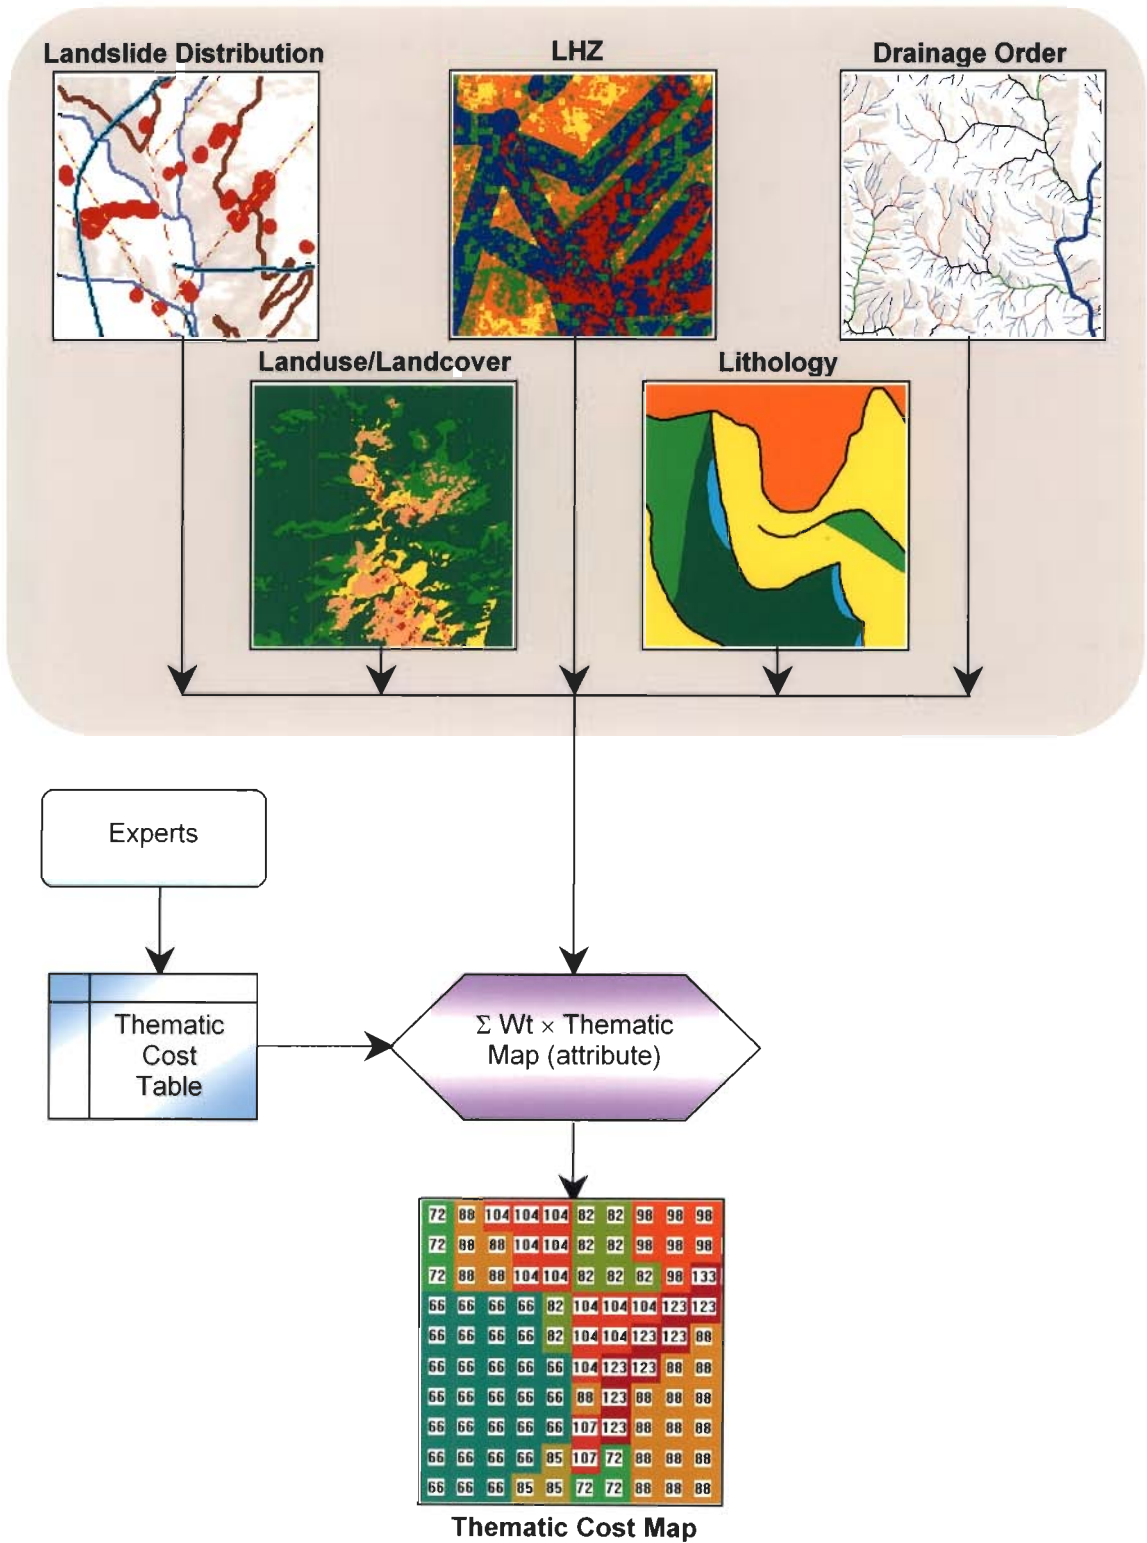 Landslide Distribution
LHZ
Drainage Order
Landuse/Landcover
Lithology
Experts
Thematic
Cost
Table
Σ Wt × Thematic
Map (attribute)
72 88 104 104 104 82 82 98 98 98
72 88 88 104 104 82 82 98 98 98
72 88 88 104 104 82 82 82 98 133
66 66 66 66 82 104 104 104 123 123
66 66 66 66 82 104 104 123 123 88
66 66 66 66 66 104 123 123 88 88
66 66 66 66 66 88 123 88 88 88
66 66 66 66 66 107 123 88 88 88
66 66 66 66 85 107 72 88 88 88
66 66 66 85 85 72 72 88 88 88
Thematic Cost Map